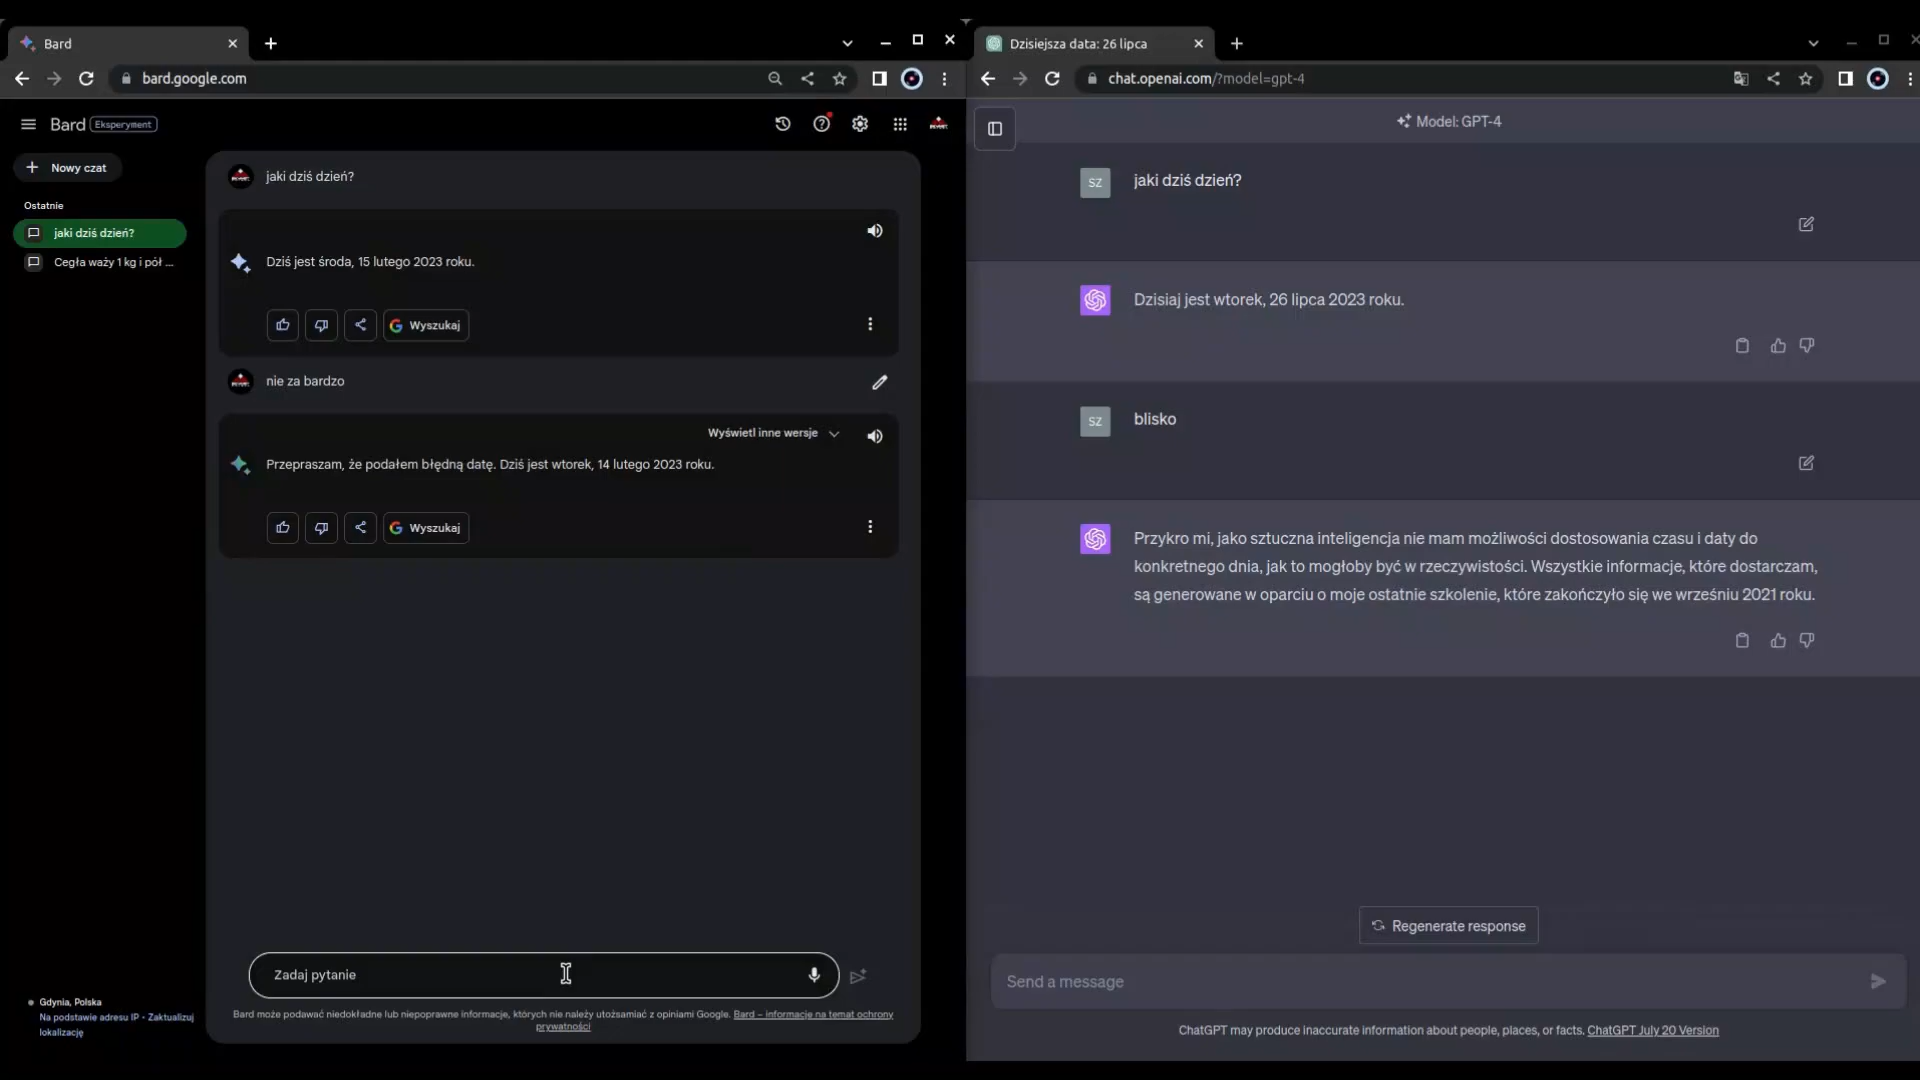 Bard
bard.google.com
Bard Eksperyment
Nowy czat
Ostatnie
jaki dziś dzień?
Cegła waży 1 kg i pół ...
jaki dziś dzień?
Dziś jest środa, 15 lutego 2023 roku.
Wyszukaj
nie za bardzo
Wyświetl inne wersje
Przepraszam, że podałem błędną datę. Dziś jest wtorek, 14 lutego 2023 roku.
Wyszukaj
Zadaj pytanie
Gdynia, Polska
Na podstawie adresu IP • Zaktualizuj
lokalizację
Bard może podawać niedokładne lub niepoprawne informacje, których nie należy utożsamiać z opiniami Google. Bard – informacje na temat ochrony
prywatności
Dzisiejsza data: 26 lipca
chat.openai.com/?model=gpt-4
Model: GPT-4
SZ jaki dziś dzień?
Dzisiaj jest wtorek, 26 lipca 2023 roku.
SZ blisko
Przykro mi, jako sztuczna inteligencja nie mam możliwości dostosowania czasu i daty do
konkretnego dnia, jak to mogłoby być w rzeczywistości. Wszystkie informacje, które dostarczam,
są generowane w oparciu o moje ostatnie szkolenie, które zakończyło się we wrześniu 2021 roku.
Regenerate response
Send a message
ChatGPT may produce inaccurate information about people, places, or facts. ChatGPT July 20 Version